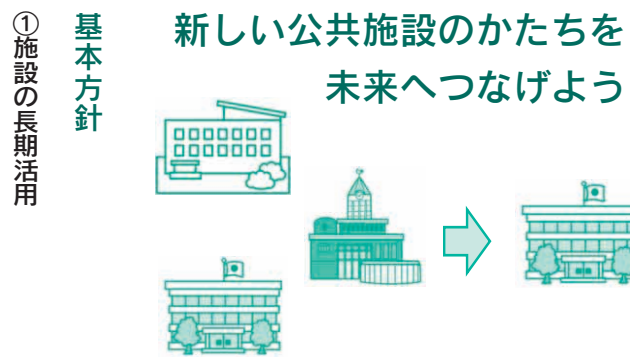 新しい公共施設のかたちを
未来へつなげよう
基本方針
①施設の長期活用